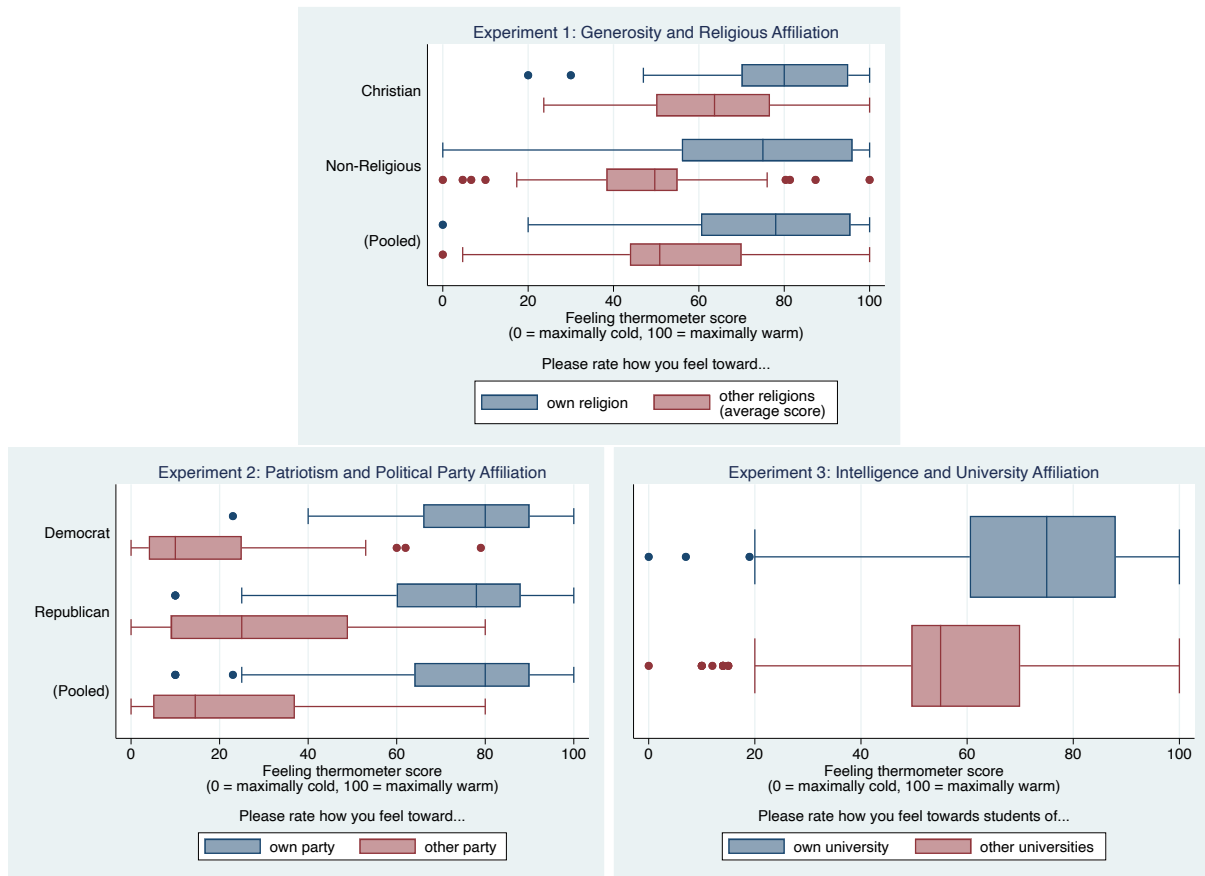 Experiment 1: Generosity and Religious Affiliation
Christian
Non-Religious
(Pooled)
0 20 40 60 80 100
Feeling thermometer score
(0 = maximally cold, 100 = maximally warm)
Please rate how you feel toward...
own religion
other religions
(average score)
Experiment 2: Patriotism and Political Party Affiliation
Democrat
Republican
(Pooled)
0 20 40 60 80 100
Feeling thermometer score
(0 = maximally cold, 100 = maximally warm)
Please rate how you feel toward...
own party other party
Experiment 3: Intelligence and University Affiliation
0 20 40 60 80 100
Feeling thermometer score
(0 = maximally cold, 100 = maximally warm)
Please rate how you feel towards students of...
own university other universities